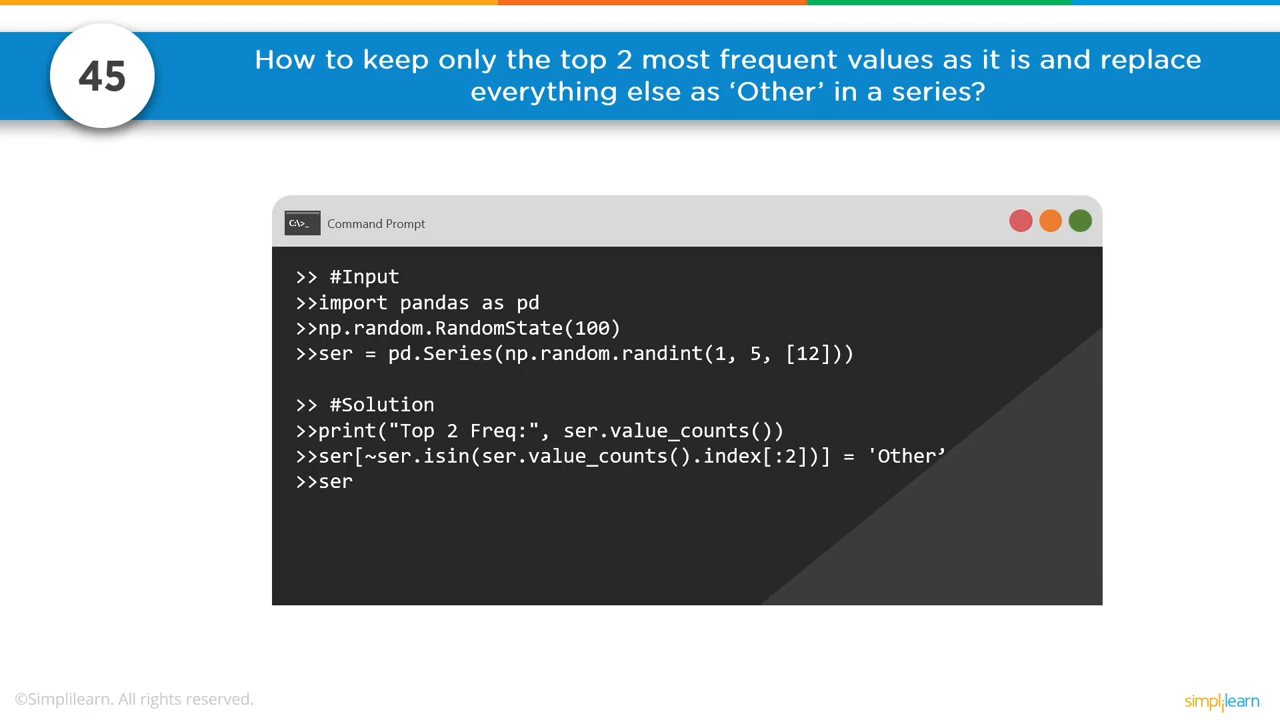 45
How to keep only the top 2 most frequent values as it is and replace
everything else as ‘Other’ in a series?
C:\>_ Command Prompt
>> #Input
>>import pandas as pd
>>np.random.RandomState(100)
>>ser = pd.Series(np.random.randint(1, 5, [12]))
>> #Solution
>>print("Top 2 Freq:", ser.value_counts())
>>ser[~ser.isin(ser.value_counts().index[:2])] = 'Other’
>>ser
©Simplilearn. All rights reserved.
simplilearn